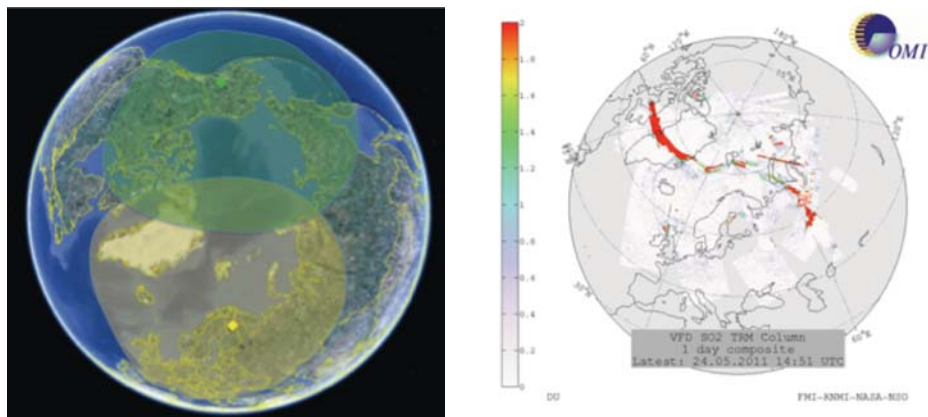 2
1.8
1.6
1.4
1.2
1
0.8
0.6
0.4
0.2
0
DU
OMI
VFD SO2 TRM Column
1 day composite
Latest: 24.05.2011 14:51 UTC
FMI-KNMI-NASA-NSO